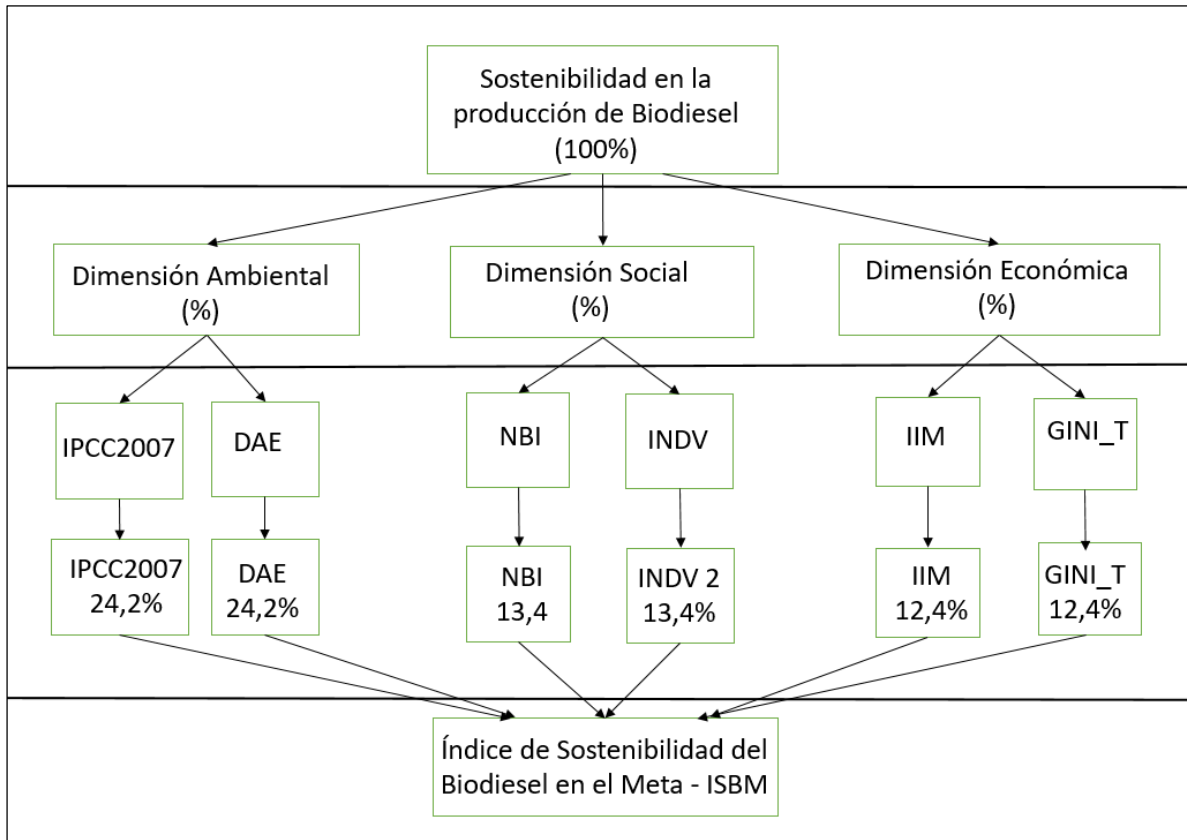 Sostenibilidad en la
producción de Biodiesel
(100%)
Dimensión Ambiental
(%)
Dimensión Social
(%)
Dimensión Económica
(%)
IPCC2007
DAE
NBI
INDV
IIM
GINI_T
IPCC2007
24,2%
DAE
24,2%
NBI
13,4
INDV 2
13,4%
IIM
12,4%
GINI_T
12,4%
Índice de Sostenibilidad del
Biodiesel en el Meta - ISBM